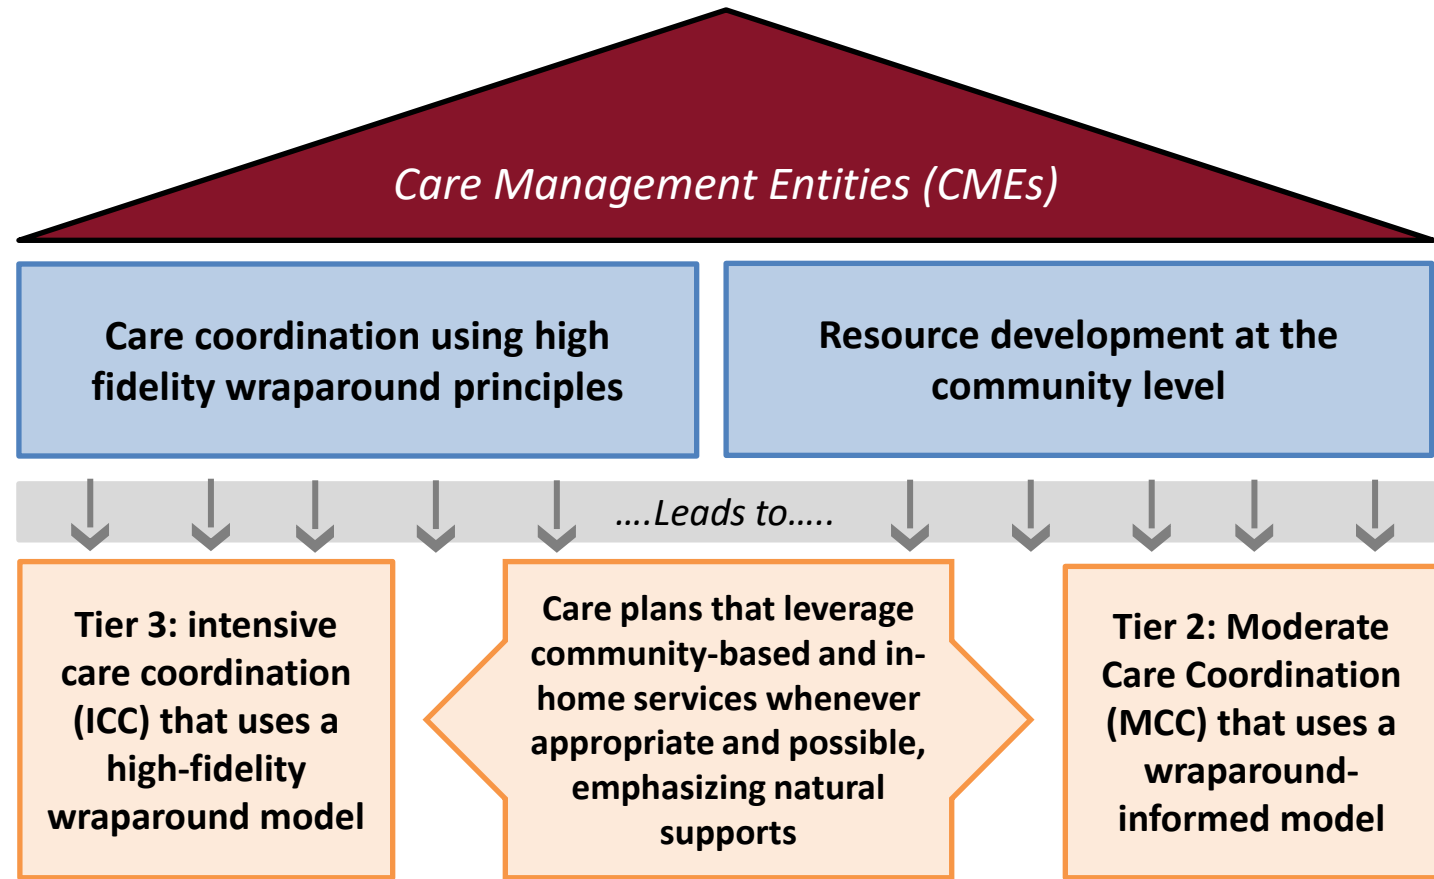 Care Management Entities (CMEs)
Care coordination using high
fidelity wraparound principles
Resource development at the
community level
….Leads to…..
Tier 3: intensive
care coordination
(ICC) that uses a
high-fidelity
wraparound model
Care plans that leverage
community-based and in-
home services whenever
appropriate and possible,
emphasizing natural
supports
Tier 2: Moderate
Care Coordination
(MCC) that uses a
wraparound-
informed model